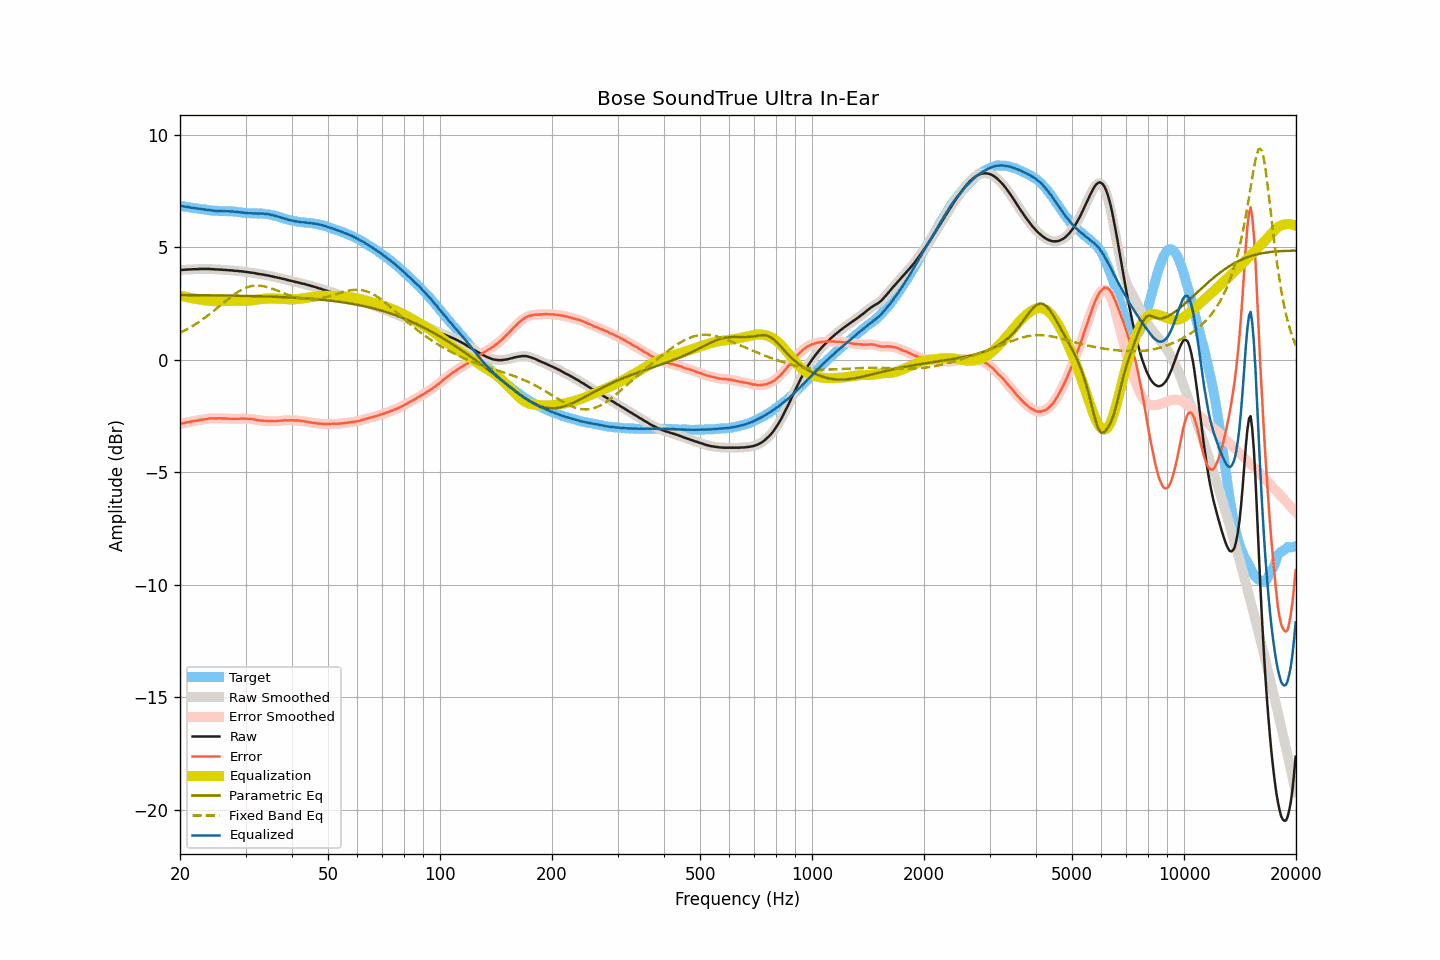 Bose SoundTrue Ultra In-Ear
Amplitude (dBr)
10
5
0
−5
−10
−15
−20
Target
Raw Smoothed
Error Smoothed
Raw
Error
Equalization
Parametric Eq
Fixed Band Eq
Equalized
20 50 100 200 500 1000 2000 5000 10000 20000
Frequency (Hz)